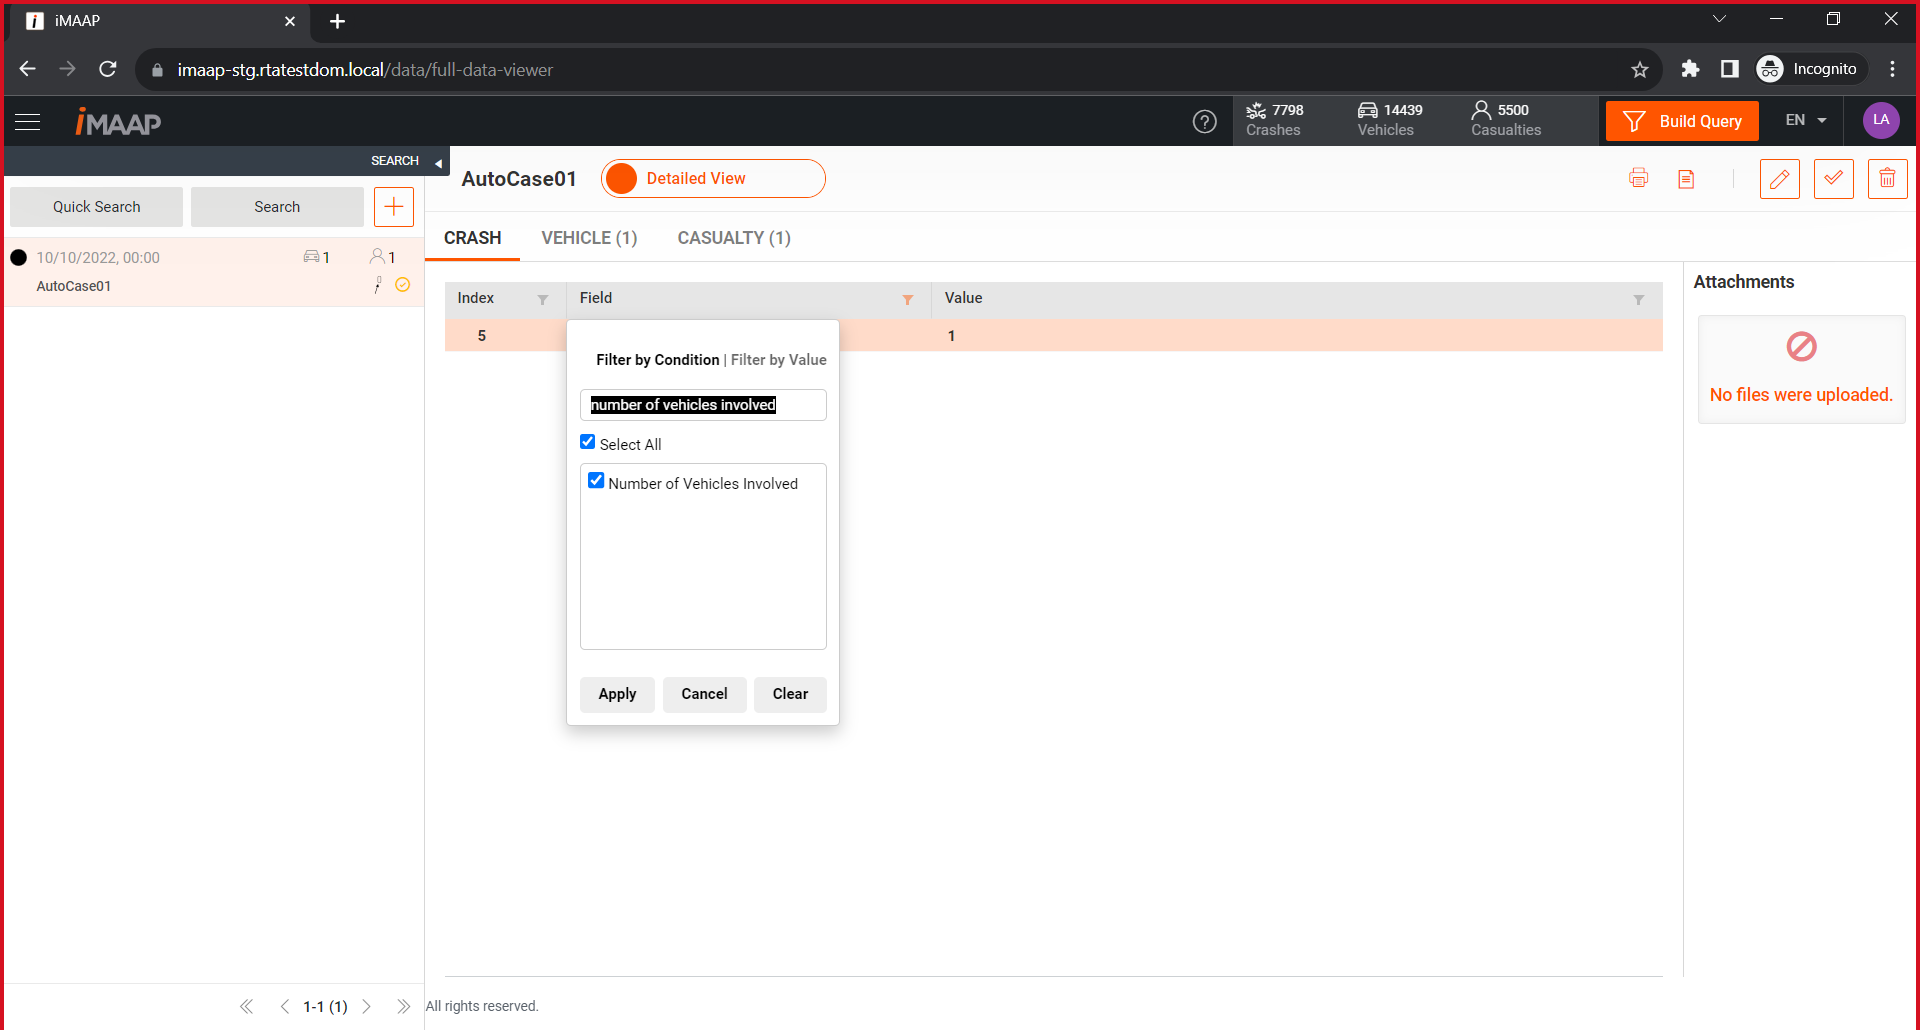 iMAAP
imaap-stg.rtatestdom.local/data/full-data-viewer
Incognito
iMAAP
7798
Crashes
14439
Vehicles
5500
Casualties
Build Query
EN
LA
SEARCH
AutoCase01
Detailed View
Quick Search
Search
CRASH
VEHICLE (1)
CASUALTY (1)
10/10/2022, 00:00
1
1
AutoCase01
Index
Field
Value
5
1
Filter by Condition | Filter by Value
number of vehicles involved
Select All
Number of Vehicles Involved
Apply
Cancel
Clear
Attachments
No files were uploaded.
1-1 (1)
All rights reserved.